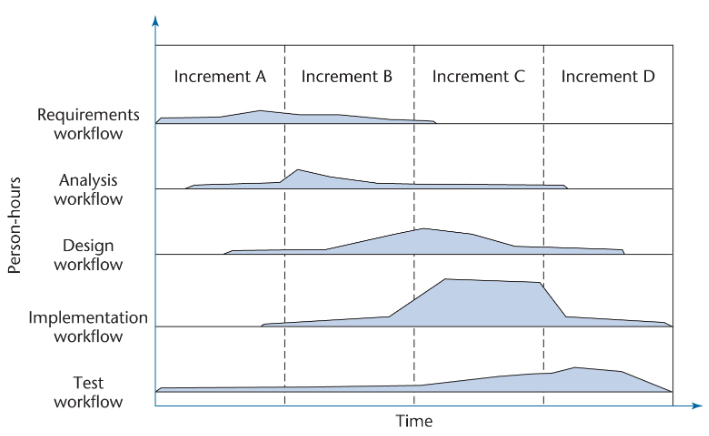 Increment A
Increment B
Increment C
Increment D
Requirements
workflow
Analysis
workflow
Design
workflow
Implementation
workflow
Test
workflow
Person-hours
Time